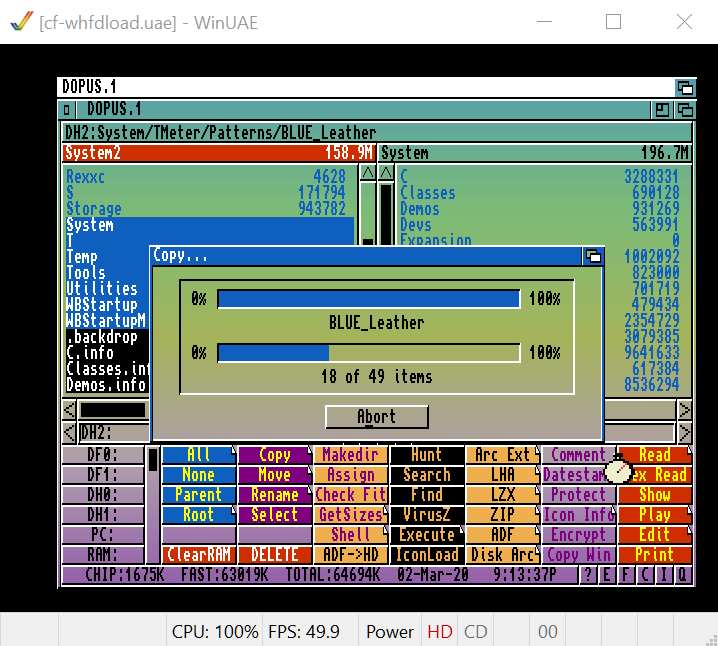 [cf-whfdload.uae] - WinUAE
DOPUS.1
DOPUS.1
DH2:System/TMeter/Patterns/BLUE_Leather
System2 158.9M System 196.7M
Rexxc 4628 C 3288331
S 171794 Classes 690128
Storage 943782 Demos 931269
System Devs 563991
T Expansion 0
Temp 1002092
Tools 823000
Utilities 701719
WBStartup 479434
WBStartupM 2354729
.backdrop 3079385
C.info 9641633
Classes.inf 617384
Demos.info 8536294
Copy...
0% 100%
BLUE_Leather
0% 100%
18 of 49 items
Abort
DH2:
DF0: All Copy Makedir Hunt Arc Ext Comment Read
DF1: None Move Assign Search LHA Datestam ex Read
DH0: Parent Rename Check Fit Find LZX Protect Show
DH1: Root Select GetSizes VirusZ ZIP Icon Info Play
PC: Shell Execute ADF Encrypt Edit
RAM: ClearRAM DELETE ADF->HD IconLoad Disk Arc Copy Win Print
CHIP:1675K FAST:63019K TOTAL:64694K 02-Mar-20 9:13:37P ? E F C I Q
CPU: 100% FPS: 49.9 Power HD CD 00